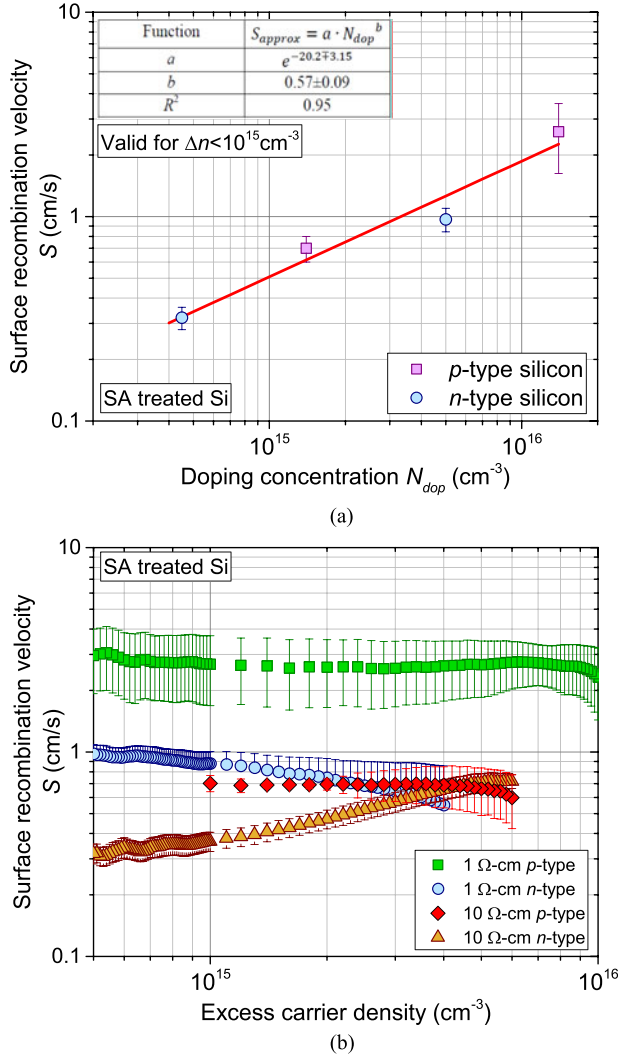 (a)
Function S_approx = a · N_dop^b
a e^−20.2∓3.15
b 0.57±0.09
R² 0.95
Valid for Δn<10^15cm^-3
10
1
0.1
Surface recombination velocity
S (cm/s)
SA treated Si
p-type silicon
n-type silicon
10^15
10^16
Doping concentration N_dop (cm^-3)
(a)
SA treated Si
10
1
0.1
Surface recombination velocity
S (cm/s)
1 Ω-cm p-type
1 Ω-cm n-type
10 Ω-cm p-type
10 Ω-cm n-type
10^15
10^16
Excess carrier density (cm^-3)
(b)